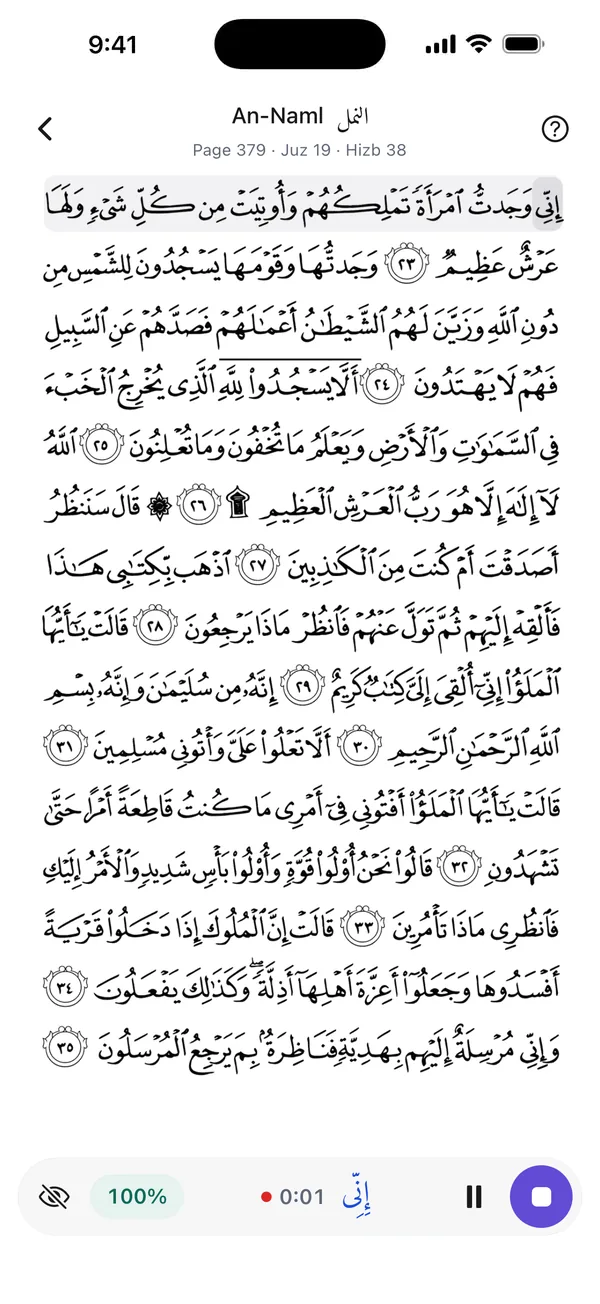 9:41
An-Naml النمل
Page 379 · Juz 19 · Hizb 38
إِنِّى وَجَدتُّ ٱمْرَأَةً تَمْلِكُهُمْ وَأُوتِيَتْ مِن كُلِّ شَىْءٍ وَلَهَا
عَرْشٌ عَظِيمٌ ٢٣ وَجَدتُّهَا وَقَوْمَهَا يَسْجُدُونَ لِلشَّمْسِ مِن
دُونِ ٱللَّهِ وَزَيَّنَ لَهُمُ ٱلشَّيْطَٰنُ أَعْمَٰلَهُمْ فَصَدَّهُمْ عَنِ ٱلسَّبِيلِ
فَهُمْ لَا يَهْتَدُونَ ٢٤ أَلَّا يَسْجُدُوا۟ لِلَّهِ ٱلَّذِى يُخْرِجُ ٱلْخَبْءَ
فِى ٱلسَّمَٰوَٰتِ وَٱلْأَرْضِ وَيَعْلَمُ مَا تُخْفُونَ وَمَا تُعْلِنُونَ ٢٥ ٱللَّهُ
لَآ إِلَٰهَ إِلَّا هُوَ رَبُّ ٱلْعَرْشِ ٱلْعَظِيمِ ۩ ٢٦ ۞ قَالَ سَنَنظُرُ
أَصَدَقْتَ أَمْ كُنتَ مِنَ ٱلْكَٰذِبِينَ ٢٧ ٱذْهَب بِّكِتَٰبِى هَٰذَا
فَأَلْقِهْ إِلَيْهِمْ ثُمَّ تَوَلَّ عَنْهُمْ فَٱنظُرْ مَاذَا يَرْجِعُونَ ٢٨ قَالَتْ يَٰٓأَيُّهَا
ٱلْمَلَؤُا۟ إِنِّىٓ أُلْقِىَ إِلَىَّ كِتَٰبٌ كَرِيمٌ ٢٩ إِنَّهُۥ مِن سُلَيْمَٰنَ وَإِنَّهُۥ بِسْمِ
ٱللَّهِ ٱلرَّحْمَٰنِ ٱلرَّحِيمِ ٣٠ أَلَّا تَعْلُوا۟ عَلَىَّ وَأْتُونِى مُسْلِمِينَ ٣١
قَالَتْ يَٰٓأَيُّهَا ٱلْمَلَؤُا۟ أَفْتُونِى فِىٓ أَمْرِى مَا كُنتُ قَاطِعَةً أَمْرًا حَتَّىٰ
تَشْهَدُونِ ٣٢ قَالُوا۟ نَحْنُ أُو۟لُوا۟ قُوَّةٍ وَأُو۟لُوا۟ بَأْسٍ شَدِيدٍ وَٱلْأَمْرُ إِلَيْكِ
فَٱنظُرِى مَاذَا تَأْمُرِينَ ٣٣ قَالَتْ إِنَّ ٱلْمُلُوكَ إِذَا دَخَلُوا۟ قَرْيَةً
أَفْسَدُوهَا وَجَعَلُوٓا۟ أَعِزَّةَ أَهْلِهَآ أَذِلَّةً ۖ وَكَذَٰلِكَ يَفْعَلُونَ ٣٤
وَإِنِّى مُرْسِلَةٌ إِلَيْهِم بِهَدِيَّةٍ فَنَاظِرَةٌۢ بِمَ يَرْجِعُ ٱلْمُرْسَلُونَ ٣٥
100% 0:01 إِنِّى